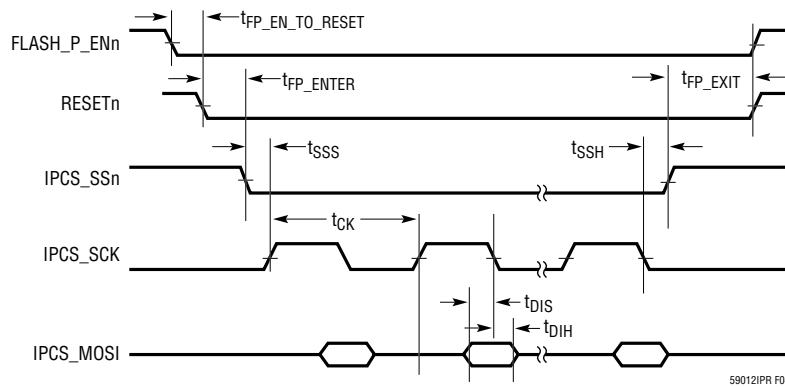 FLASH_P_ENn
tFP_EN_TO_RESET
RESETn
tFP_ENTER
tFP_EXIT
IPCS_SSn
tSSS
tSSH
IPCS_SCK
tCK
IPCS_MOSI
tDIS
tDIH
59012IPR F0